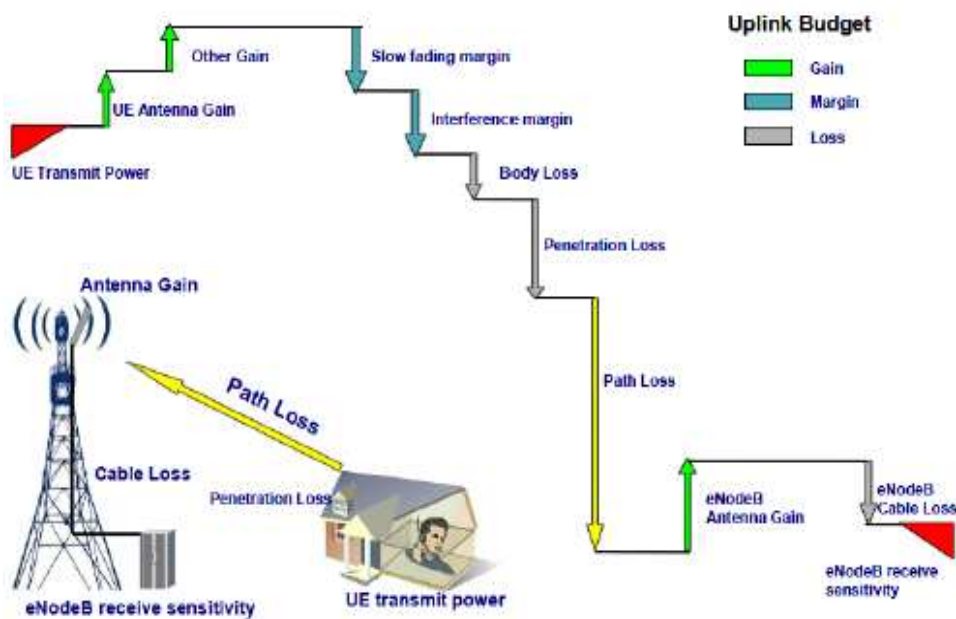 Uplink Budget
Gain
Margin
Loss
Other Gain
UE Antenna Gain
UE Transmit Power
Slow fading margin
Interference margin
Body Loss
Penetration Loss
Path Loss
eNodeB
Antenna Gain
eNodeB
Cable Loss
eNodeB receive
sensitivity
Antenna Gain
Path Loss
Cable Loss
Penetration Loss
UE transmit power
eNodeB receive sensitivity